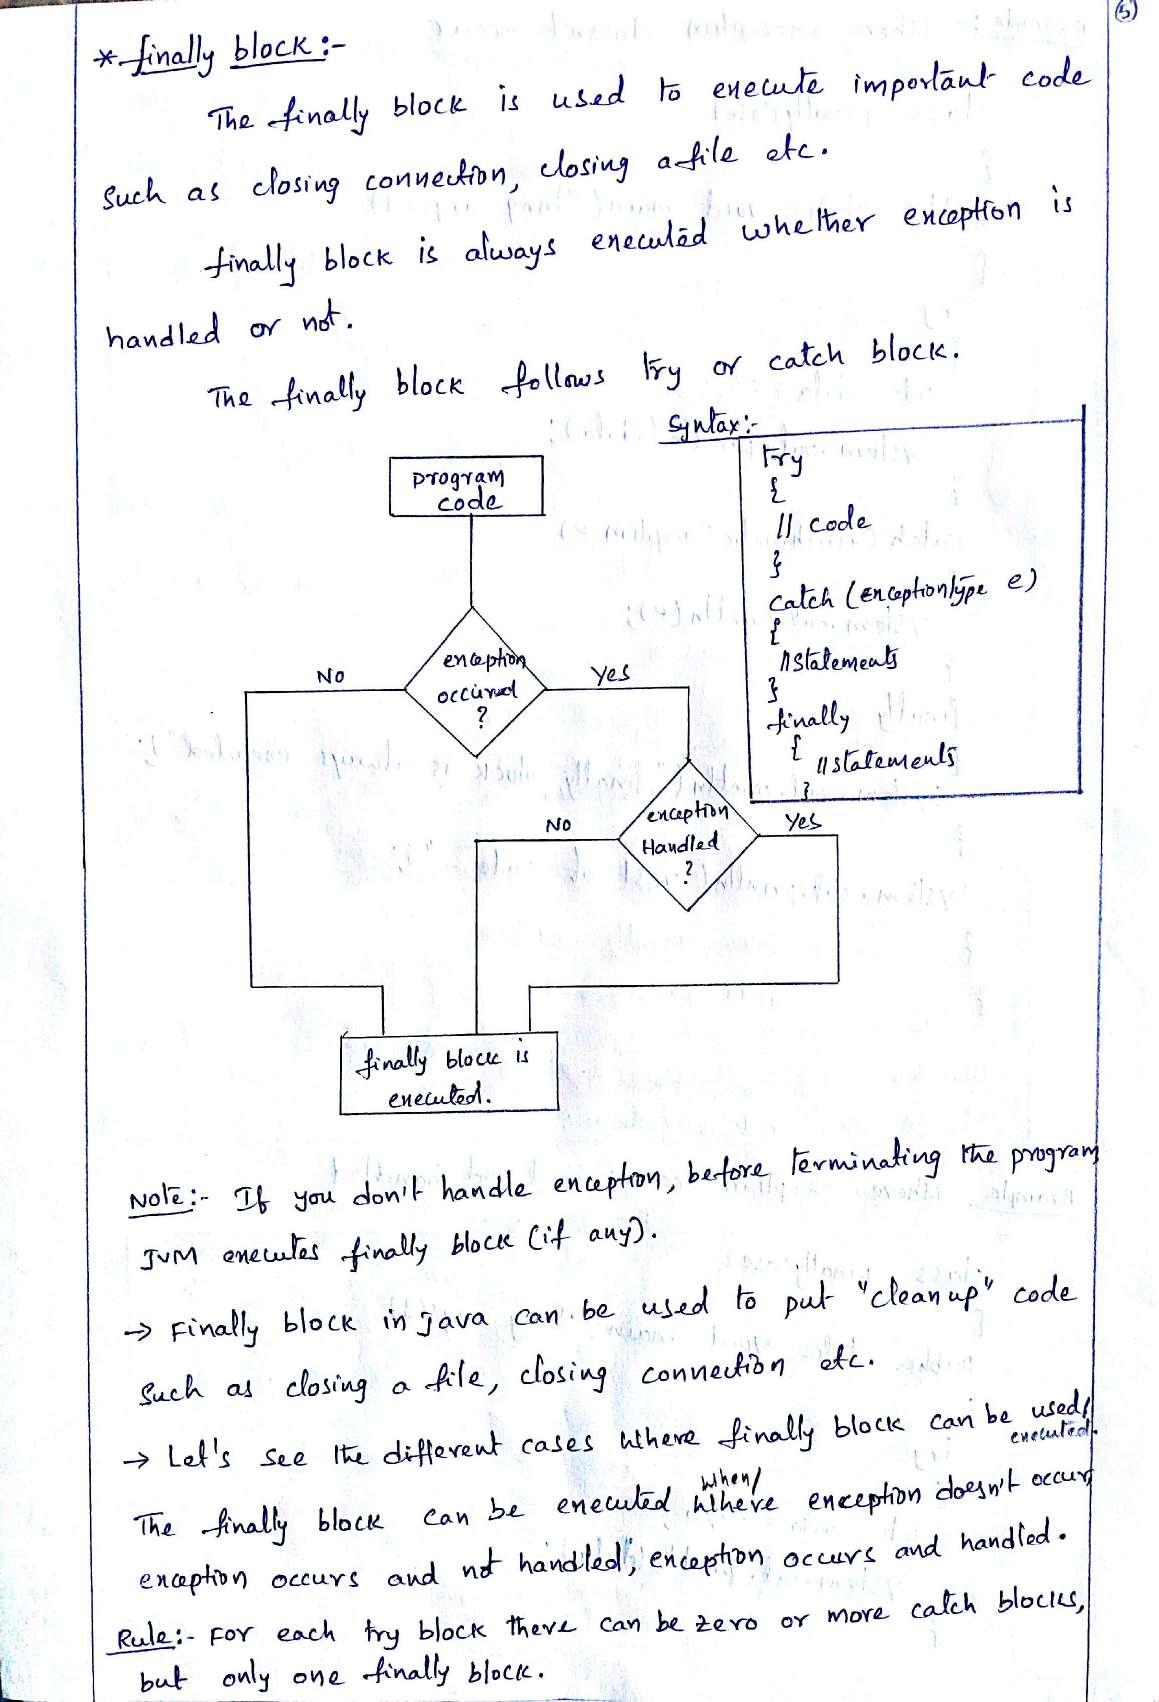 (5)
* finally block :-
The finally block is used to execute important code
such as closing connection, closing a file etc.
finally block is always executed whether exception is
handled or not.
The finally block follows try or catch block.
Syntax:-
try
{
// code
}
catch (Exceptiontype e)
{
//statements
}
finally
{
//statements
}
program
code
exception
occurred
?
No
Yes
exception
Handled
?
No
Yes
finally block is
executed.
Note:- If you don't handle exception, before terminating the program
JVM executes finally block (if any).
→ Finally block in java can be used to put "cleanup" code
such as closing a file, closing connection etc.
→ Let's see the different cases where finally block can be used/
executed.
The finally block can be executed when/where exception doesn't occur,
exception occurs and not handled, exception occurs and handled.
Rule:- For each try block there can be zero or more catch blocks,
but only one finally block.